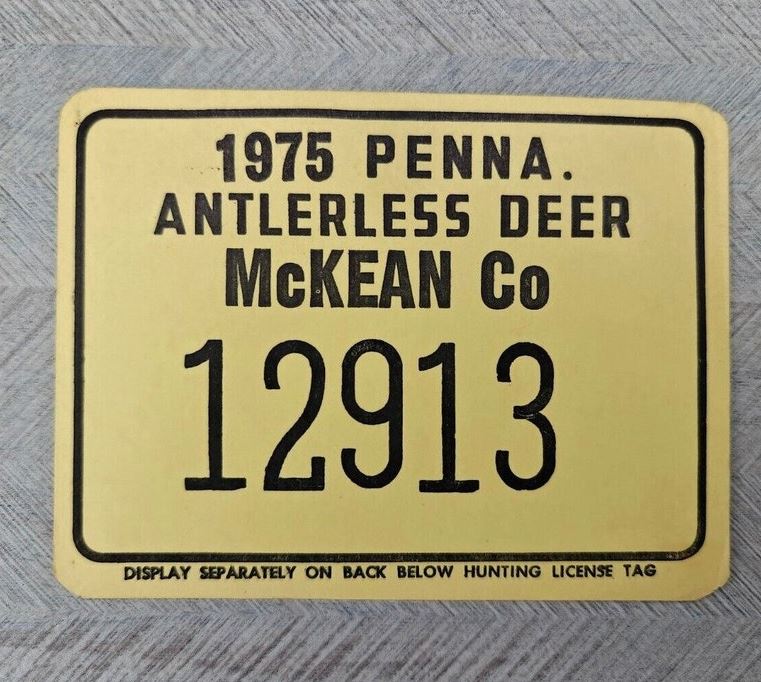 1975 PENNA.
ANTLERLESS DEER
McKEAN Co
12913
DISPLAY SEPARATELY ON BACK BELOW HUNTING LICENSE TAG